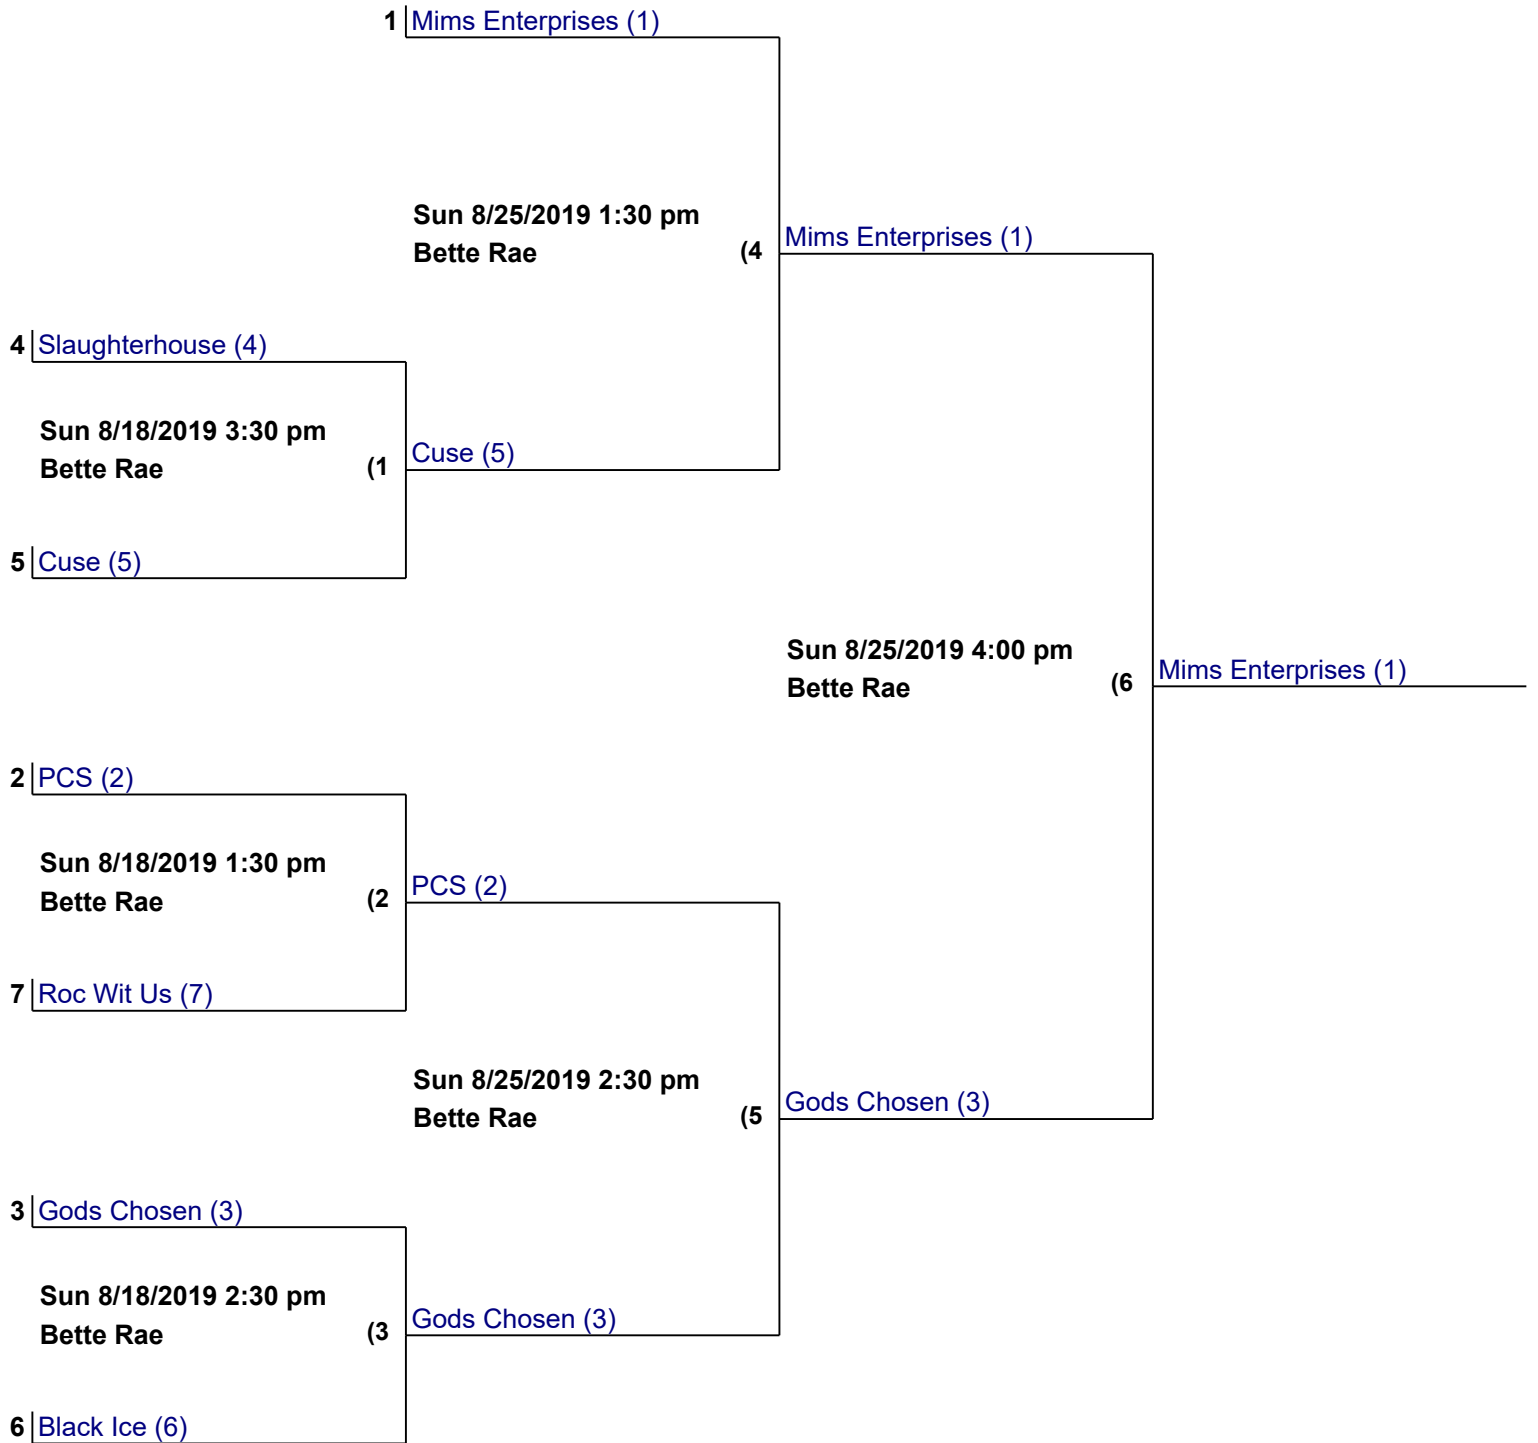 1 Mims Enterprises (1)
Sun 8/25/2019 1:30 pm
Bette Rae (4
Mims Enterprises (1)
4 Slaughterhouse (4)
Sun 8/18/2019 3:30 pm
Bette Rae (1
Cuse (5)
5 Cuse (5)
Sun 8/25/2019 4:00 pm
Bette Rae (6
Mims Enterprises (1)
2 PCS (2)
Sun 8/18/2019 1:30 pm
Bette Rae (2
PCS (2)
7 Roc Wit Us (7)
Sun 8/25/2019 2:30 pm
Bette Rae (5
Gods Chosen (3)
3 Gods Chosen (3)
Sun 8/18/2019 2:30 pm
Bette Rae (3
Gods Chosen (3)
6 Black Ice (6)